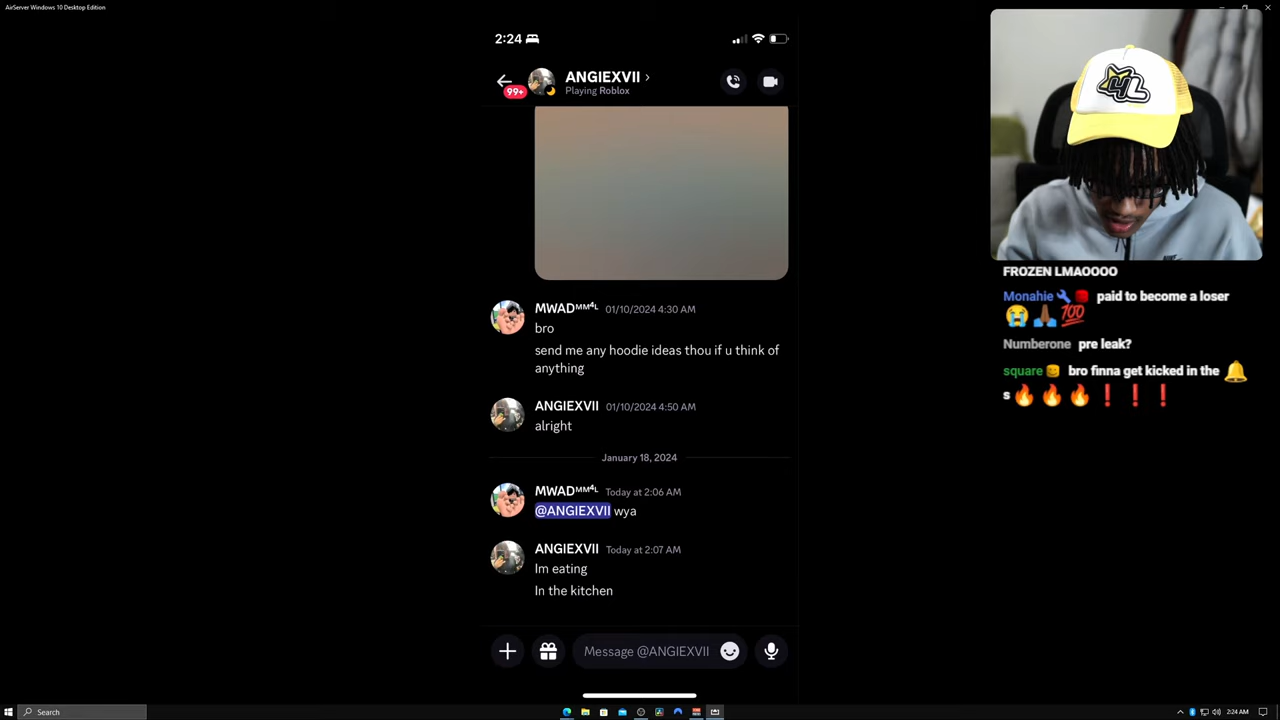 AirServer Windows 10 Desktop Edition
2:24
ANGIEXVII
99+
Playing Roblox
MWADᴹᴹ⁴ᴸ 01/10/2024 4:30 AM
bro
send me any hoodie ideas thou if u think of
anything
ANGIEXVII 01/10/2024 4:50 AM
alright
January 18, 2024
MWADᴹᴹ⁴ᴸ Today at 2:06 AM
@ANGIEXVII wya
ANGIEXVII Today at 2:07 AM
Im eating
In the kitchen
Message @ANGIEXVII
4L
FROZEN LMAOOOO
Monahie 🔧 paid to become a loser
😭🙏🏾💯
Numberone pre leak?
square bro finna get kicked in the 🔔
s🔥🔥🔥❗❗❗
Search
2:24 AM